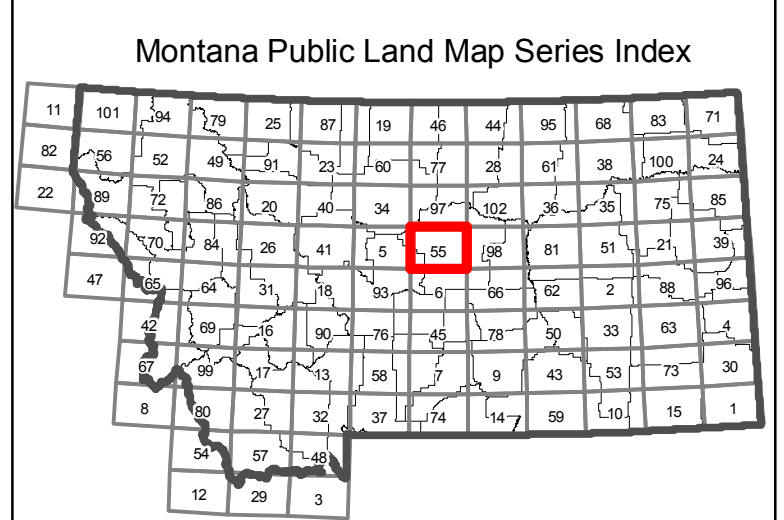 Montana Public Land Map Series Index
11 101 94 79 25 87 19 46 44 95 68 83 71
82 56 52 49 91 23 60 77 28 61 38 100 24
22 89 72 86 20 40 34 97 102 36 35 75 85
92 70 84 26 41 5 55 98 81 51 21 39
47 65 64 31 18 93 6 66 62 2 88 96
42 69 16 90 76 45 78 50 33 63 4
67 99 17 13 58 7 9 43 53 73 30
8 80 27 32 37 74 14 59 10 15 1
54 57 48
12 29 3